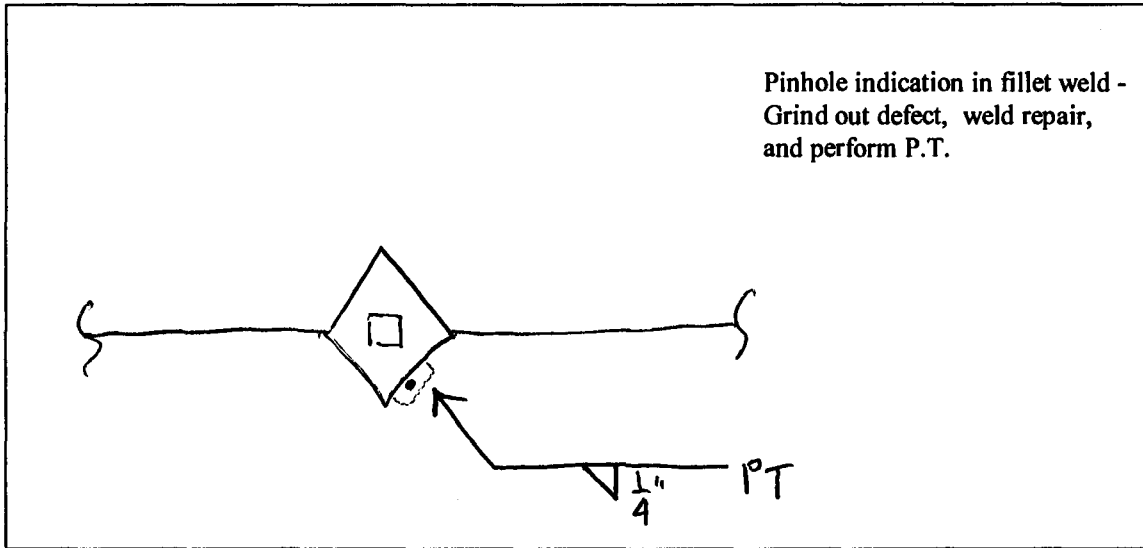 Pinhole indication in fillet weld -
Grind out defect, weld repair,
and perform P.T.
1/4" PT